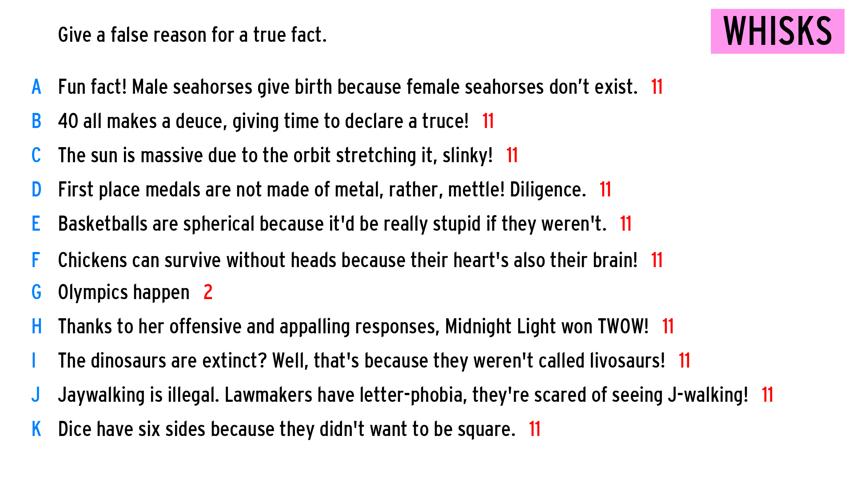 Give a false reason for a true fact.
WHISKS
A Fun fact! Male seahorses give birth because female seahorses don’t exist. 11
B 40 all makes a deuce, giving time to declare a truce! 11
C The sun is massive due to the orbit stretching it, slinky! 11
D First place medals are not made of metal, rather, mettle! Diligence. 11
E Basketballs are spherical because it'd be really stupid if they weren't. 11
F Chickens can survive without heads because their heart's also their brain! 11
G Olympics happen 2
H Thanks to her offensive and appalling responses, Midnight Light won TWOW! 11
I The dinosaurs are extinct? Well, that's because they weren't called livosaurs! 11
J Jaywalking is illegal. Lawmakers have letter-phobia, they're scared of seeing J-walking! 11
K Dice have six sides because they didn't want to be square. 11